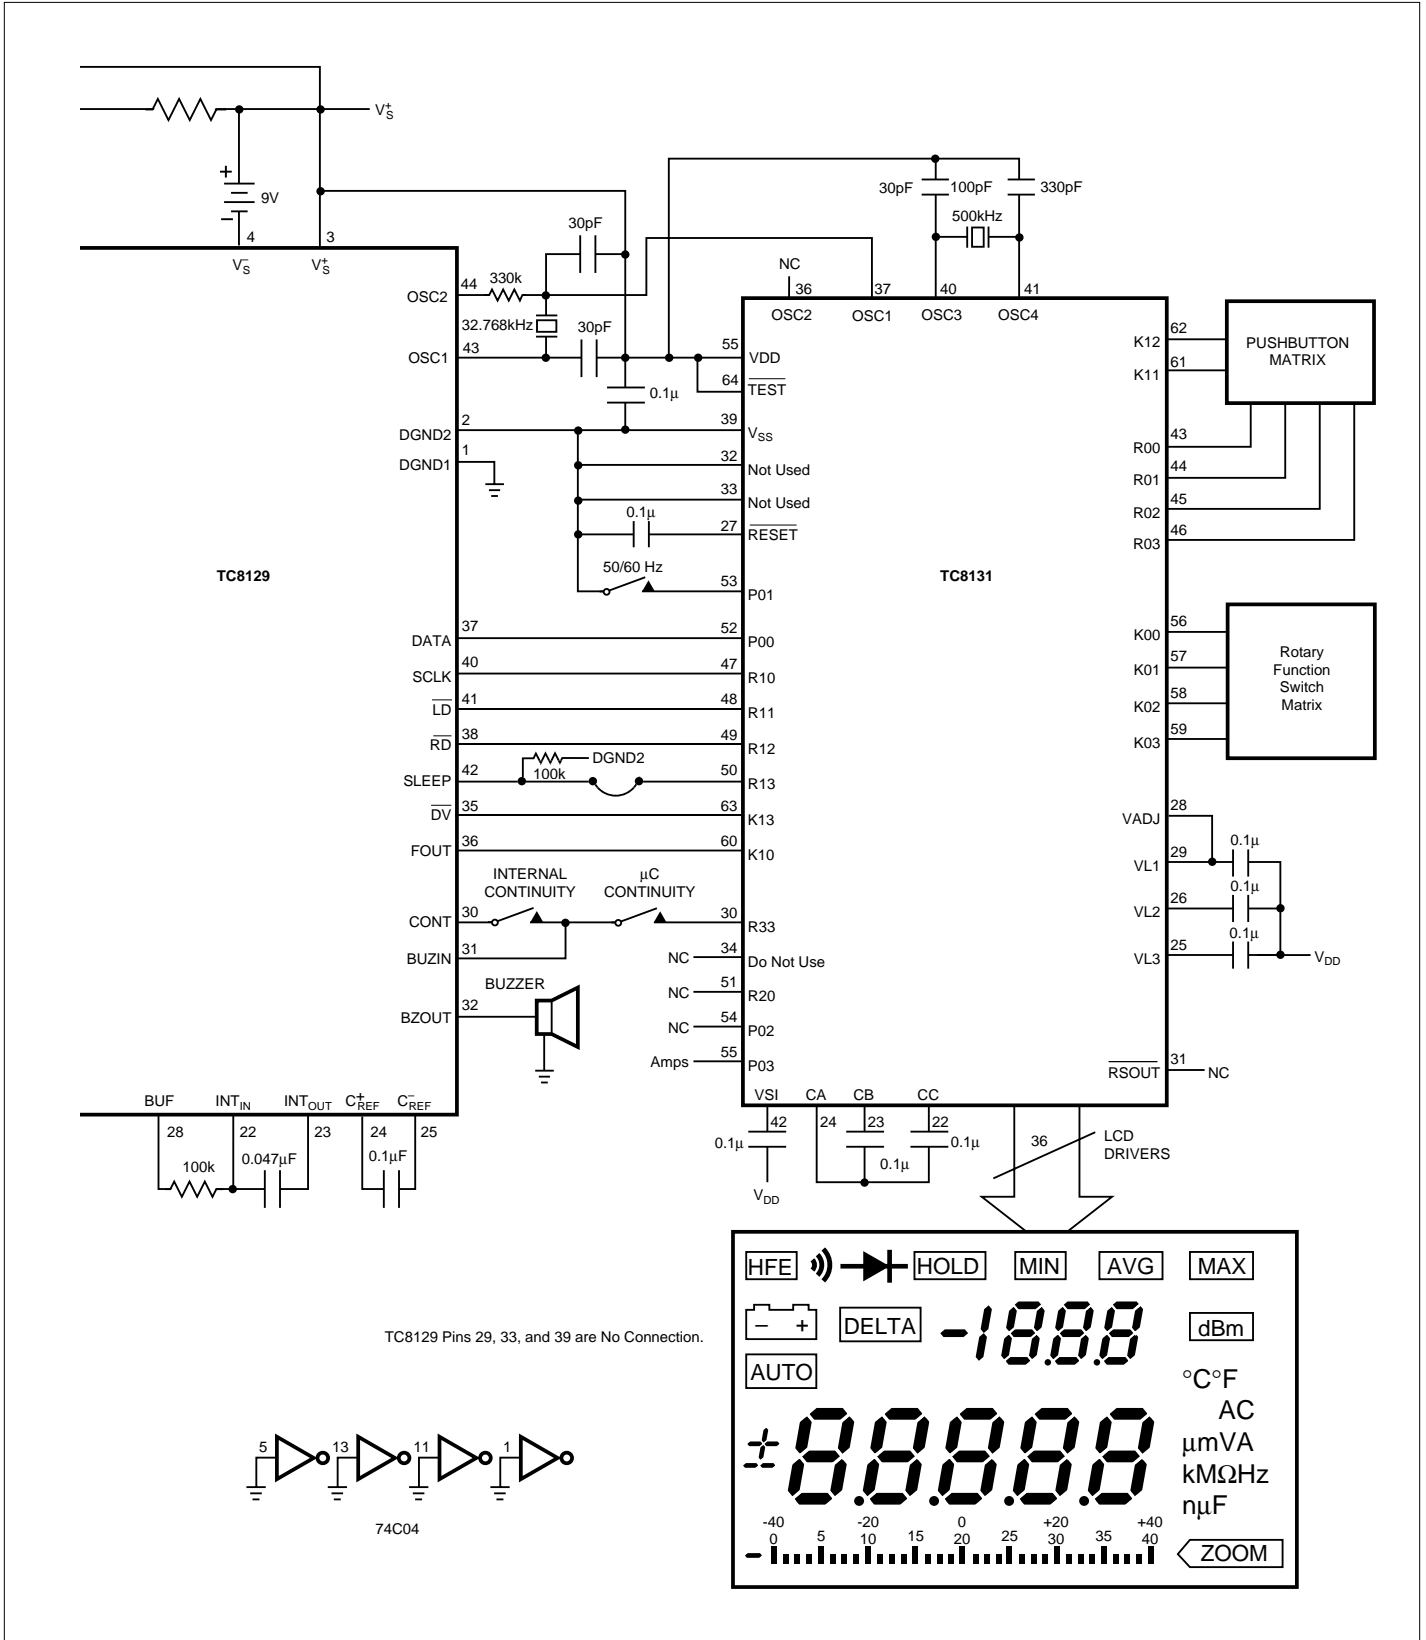 V+S
+
9V
–
4
3
V–S
V+S
30pF
30pF
100pF
330pF
500kHz
NC
36
37
40
41
OSC2
OSC1
OSC3
OSC4
44
330k
OSC2
32.768kHz
30pF
43
OSC1
55
VDD
64
TEST
0.1µ
2
DGND2
39
VSS
1
DGND1
32
Not Used
33
Not Used
0.1µ
27
RESET
50/60 Hz
53
P01
TC8129
TC8131
K12
62
K11
61
PUSHBUTTON
MATRIX
R00
43
R01
44
R02
45
R03
46
K00
56
K01
57
K02
58
K03
59
Rotary
Function
Switch
Matrix
DATA
37
52
P00
SCLK
40
47
R10
LD
41
48
R11
RD
38
49
R12
SLEEP
42
100k
DGND2
50
R13
DV
35
63
K13
FOUT
36
60
K10
INTERNAL
CONTINUITY
µC
CONTINUITY
CONT
30
30
R33
BUZIN
31
NC
34
Do Not Use
BUZZER
NC
51
R20
BZOUT
32
NC
54
P02
Amps
55
P03
VADJ
28
VL1
29
0.1µ
VL2
26
0.1µ
VL3
25
0.1µ
VDD
RSOUT
31
NC
BUF
INTIN
INTOUT
C+REF
C–REF
28
22
23
24
25
100k
0.047µF
0.1µF
VSI
CA
CB
CC
42
24
23
22
0.1µ
0.1µ
0.1µ
VDD
36
LCD
DRIVERS
HFE
HOLD
MIN
AVG
MAX
– +
DELTA
-18.8.8
dBm
AUTO
°C°F
AC
µmVA
kMΩHz
nµF
± 8.8.8.8.8
-40 -20 0 +20 +40
0 5 10 15 20 25 30 35 40
–
ZOOM
TC8129 Pins 29, 33, and 39 are No Connection.
5
13
11
1
74C04